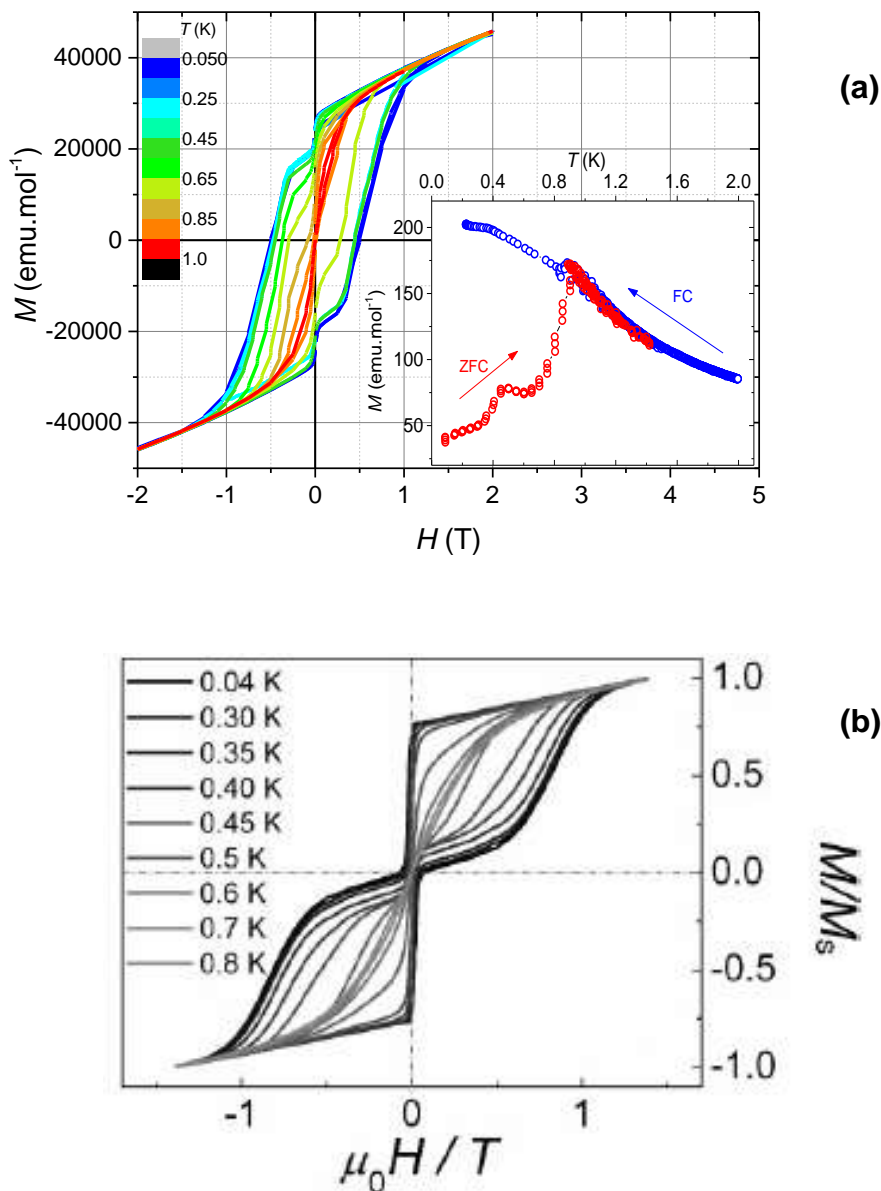 (a)
T (K)
0.050
0.25
0.45
0.65
0.85
1.0
40000
20000
0
-20000
-40000
M (emu.mol-1)
-2 -1 0 1 2 3 4 5
H (T)
T (K)
0.0 0.4 0.8 1.2 1.6 2.0
200
150
100
50
M (emu.mol-1)
FC
ZFC
(b)
0.04 K
0.30 K
0.35 K
0.40 K
0.45 K
0.5 K
0.6 K
0.7 K
0.8 K
1.0
0.5
0.0
-0.5
-1.0
M/Ms
-1 0 1
μ0H / T